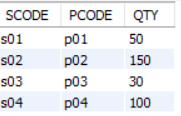 SCODE PCODE QTY
s01 p01 50
s02 p02 150
s03 p03 30
s04 p04 100